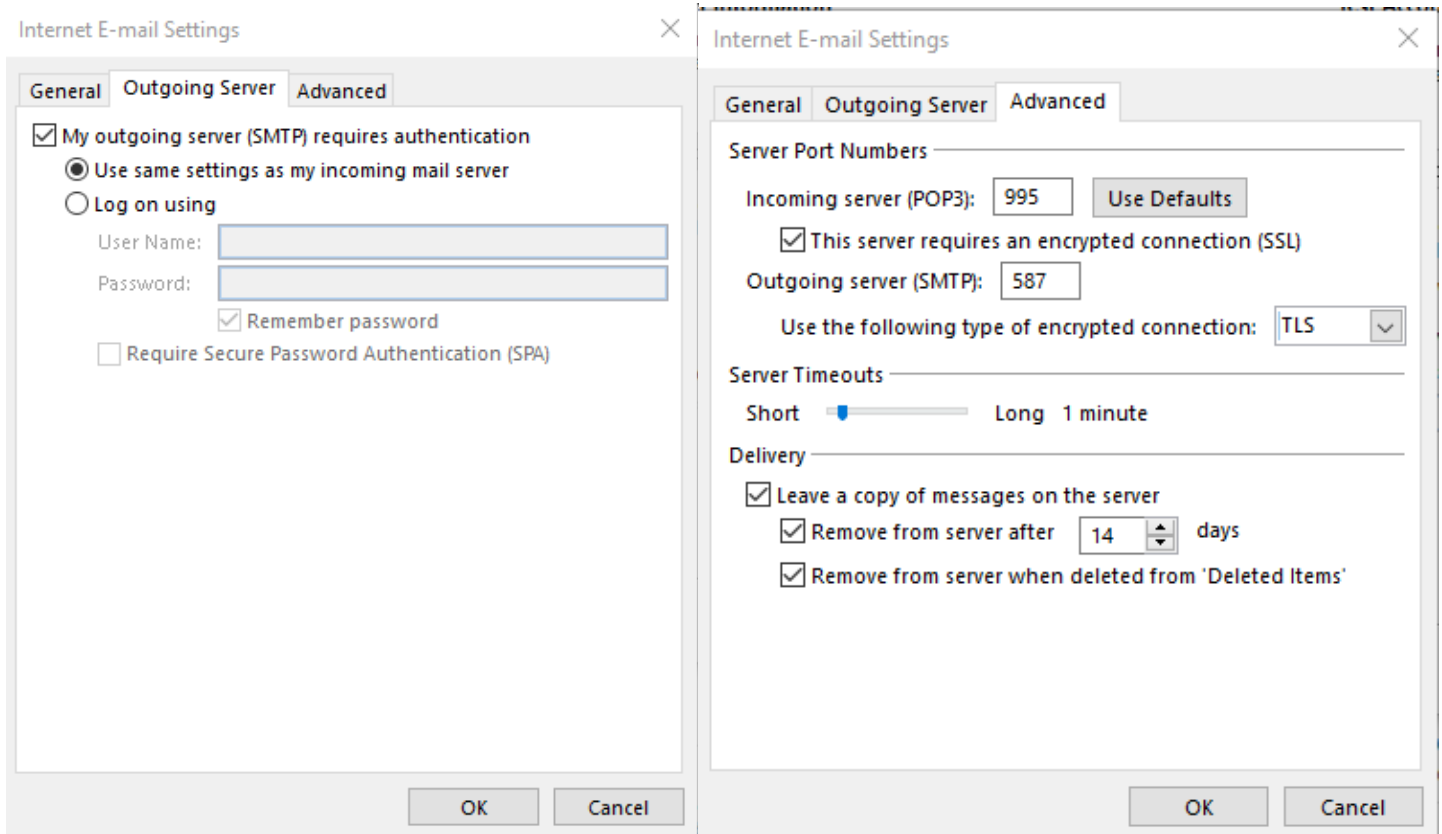 Internet E-mail Settings
General Outgoing Server Advanced
My outgoing server (SMTP) requires authentication
Use same settings as my incoming mail server
Log on using
User Name:
Password:
Remember password
Require Secure Password Authentication (SPA)
OK Cancel
Internet E-mail Settings
General Outgoing Server Advanced
Server Port Numbers
Incoming server (POP3): 995 Use Defaults
This server requires an encrypted connection (SSL)
Outgoing server (SMTP): 587
Use the following type of encrypted connection: TLS
Server Timeouts
Short Long 1 minute
Delivery
Leave a copy of messages on the server
Remove from server after 14 days
Remove from server when deleted from 'Deleted Items'
OK Cancel